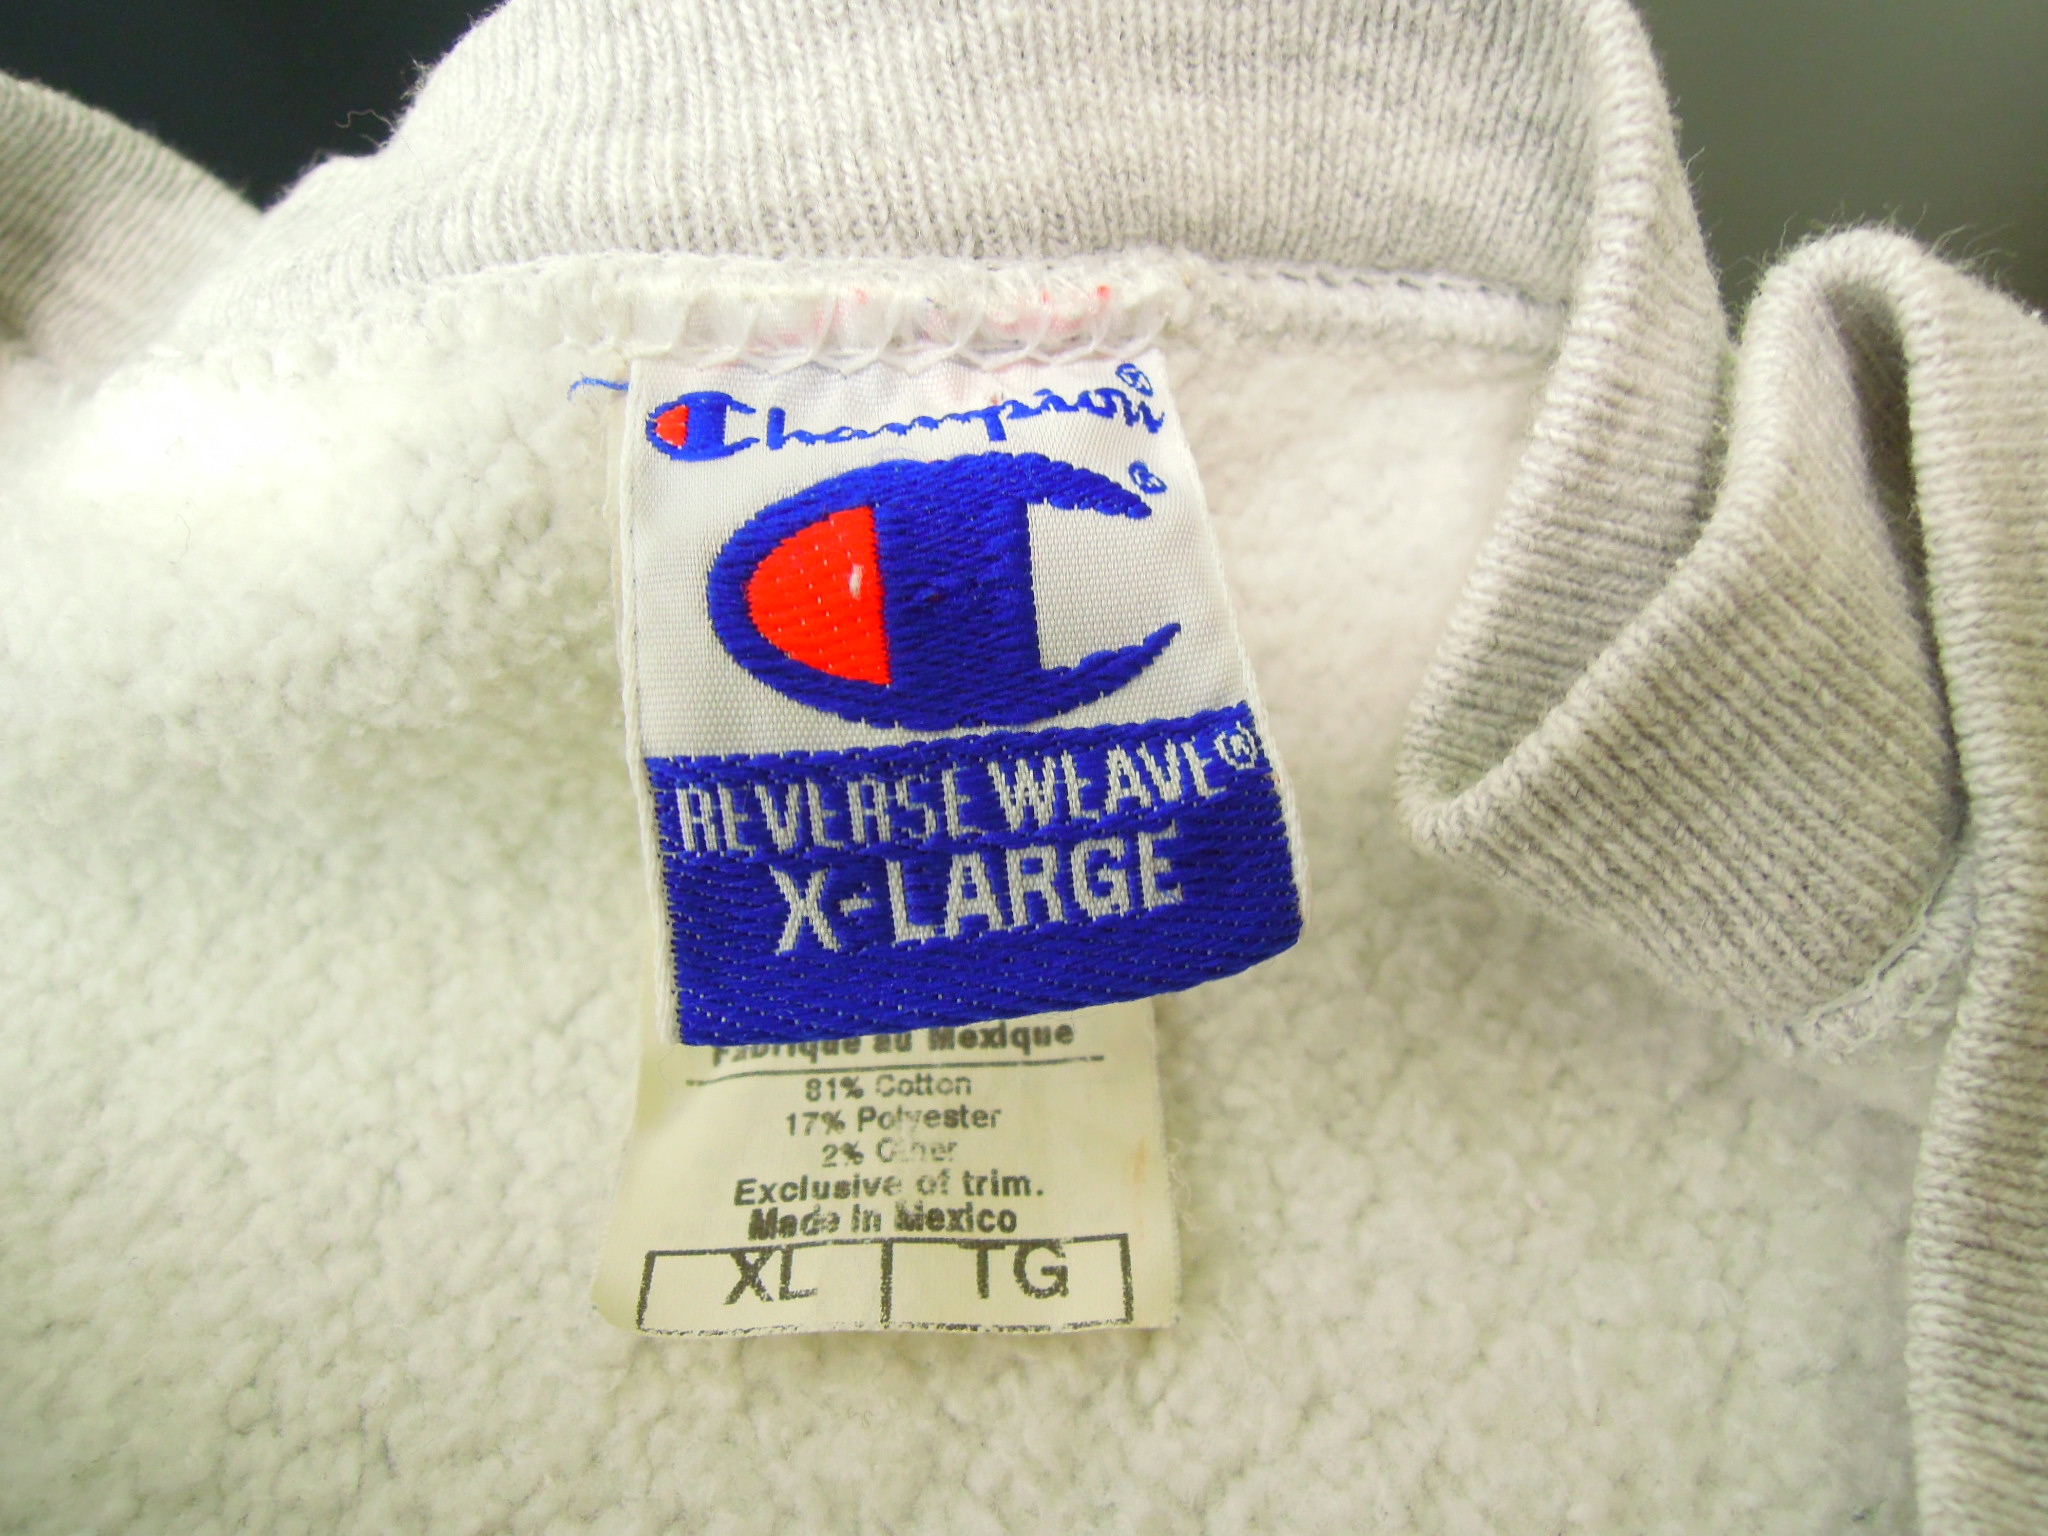 Champion®
®
REVERSE WEAVE®
X-LARGE
Fabriqué au Mexique
81% Cotton
17% Polyester
2% Other
Exclusive of trim.
Made in Mexico
XL TG